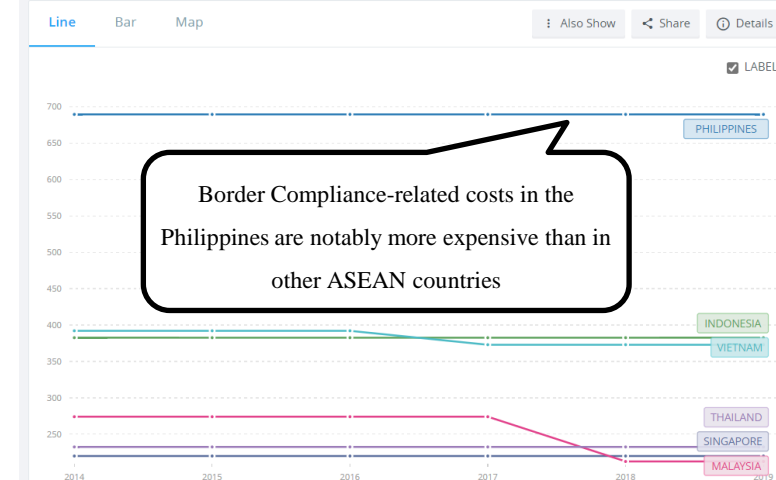 Line Bar Map Also Show Share Details
LABEL
700
PHILIPPINES
650
600
Border Compliance-related costs in the
Philippines are notably more expensive than in
other ASEAN countries
550
500
450
400
INDONESIA
VIETNAM
350
300
THAILAND
250
SINGAPORE
MALAYSIA
2014 2015 2016 2017 2018 2019